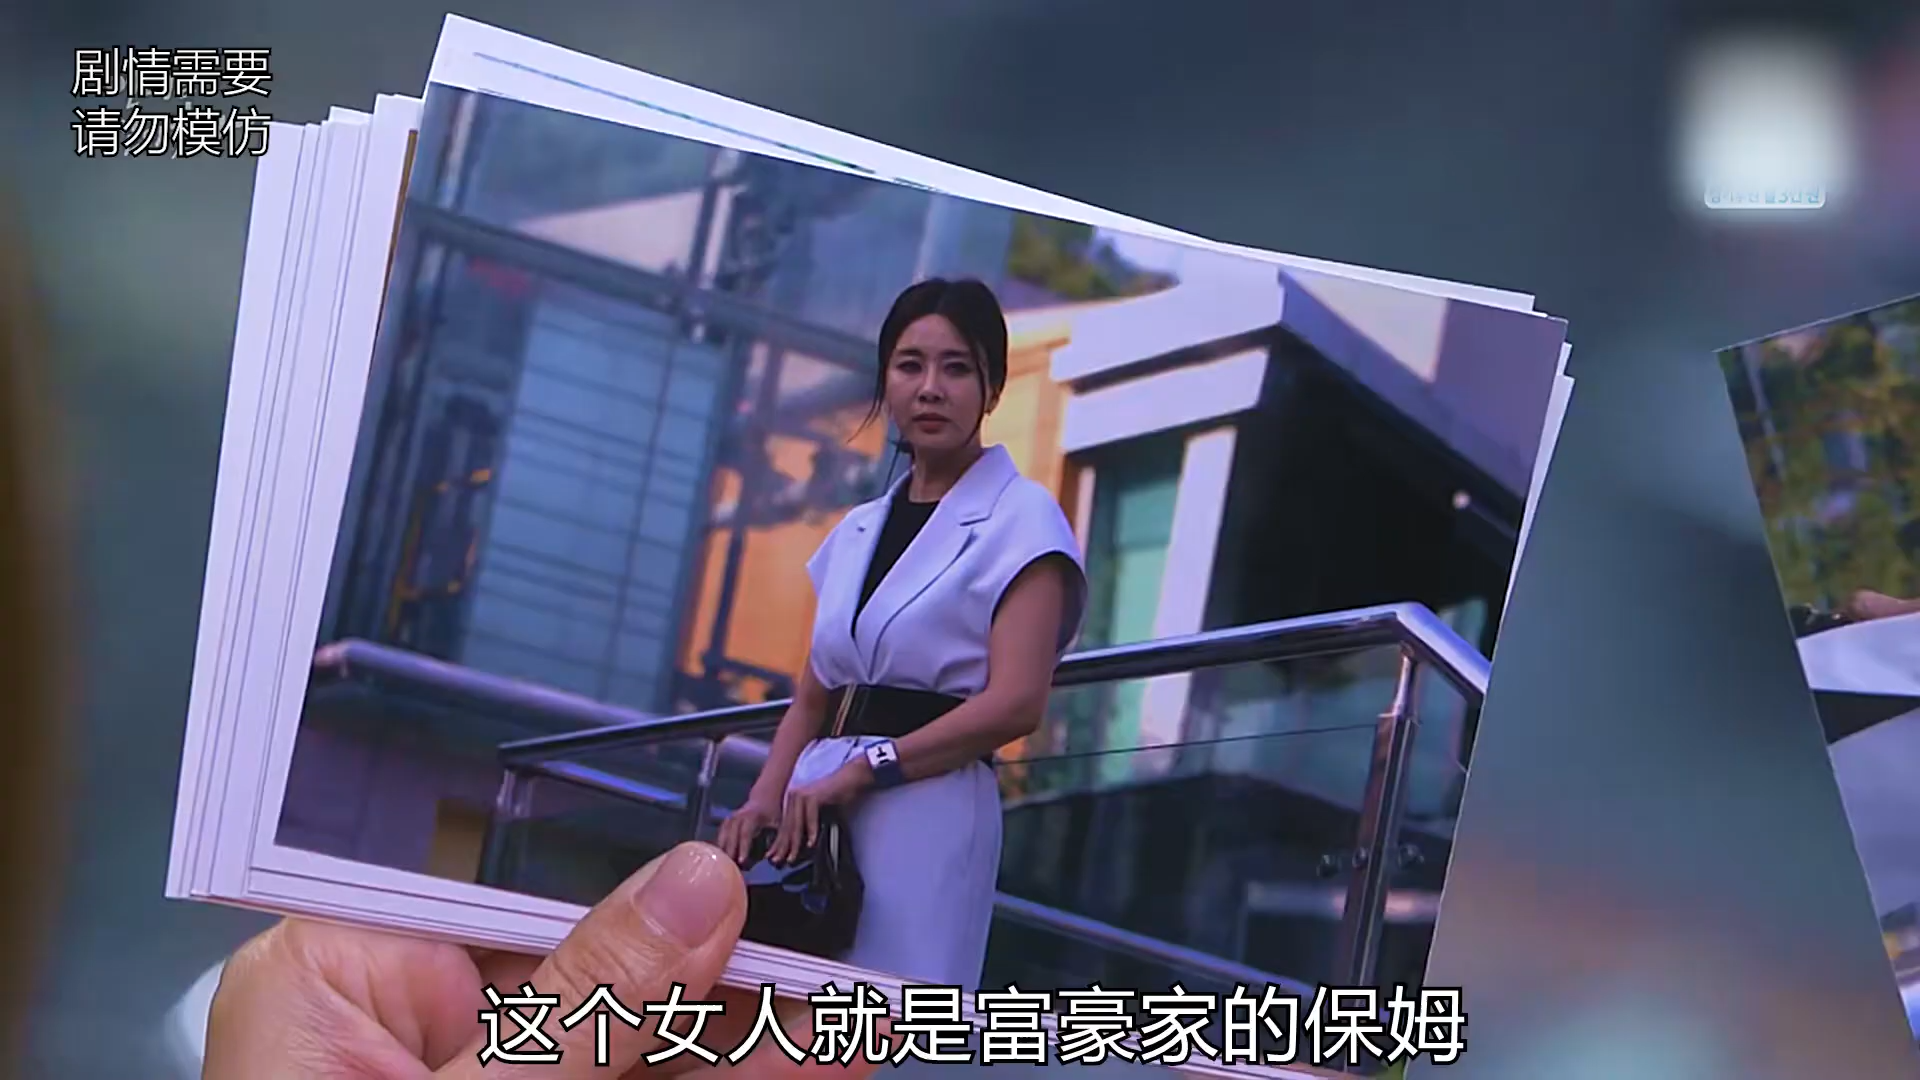 剧情需要
请勿模仿
这个女人就是富豪家的保姆